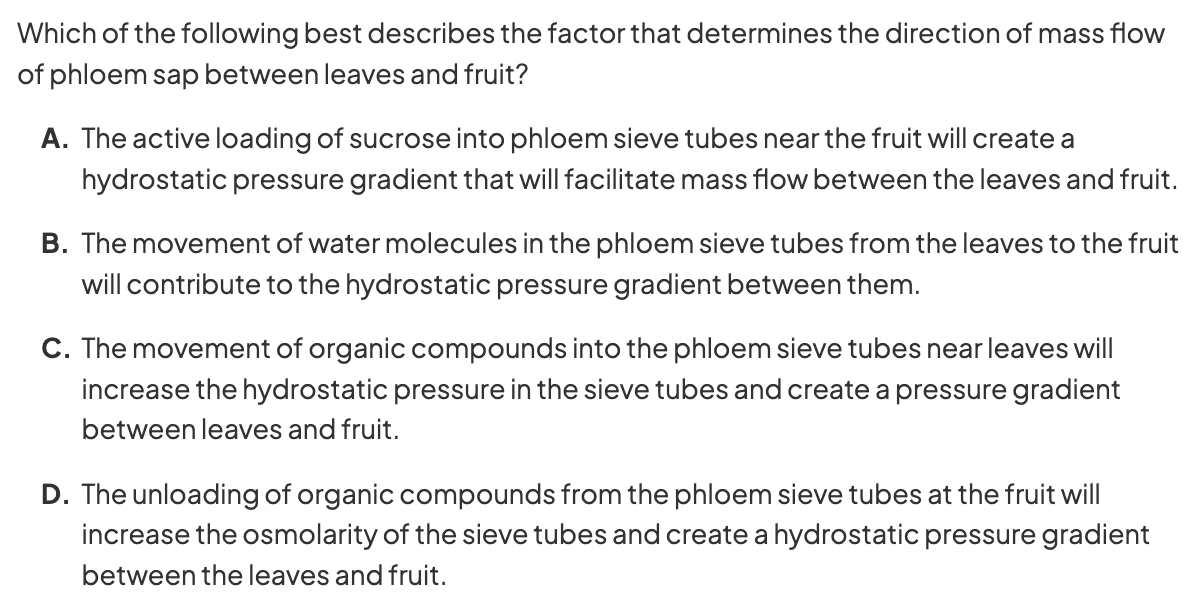 Which of the following best describes the factor that determines the direction of mass flow
of phloem sap between leaves and fruit?
A. The active loading of sucrose into phloem sieve tubes near the fruit will create a
hydrostatic pressure gradient that will facilitate mass flow between the leaves and fruit.
B. The movement of water molecules in the phloem sieve tubes from the leaves to the fruit
will contribute to the hydrostatic pressure gradient between them.
C. The movement of organic compounds into the phloem sieve tubes near leaves will
increase the hydrostatic pressure in the sieve tubes and create a pressure gradient
between leaves and fruit.
D. The unloading of organic compounds from the phloem sieve tubes at the fruit will
increase the osmolarity of the sieve tubes and create a hydrostatic pressure gradient
between the leaves and fruit.